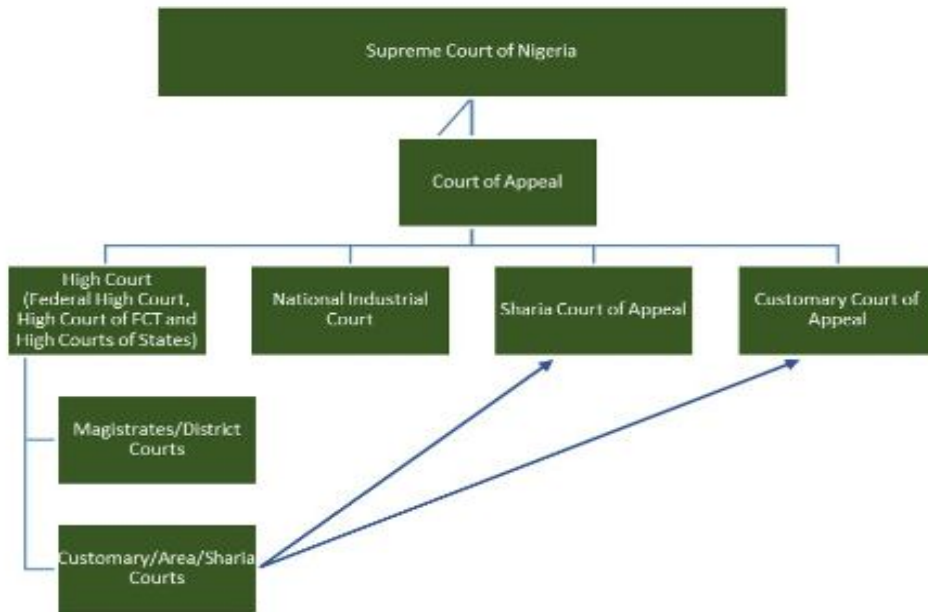 Supreme Court of Nigeria
Court of Appeal
High Court
(Federal High Court,
High Court of FCT and
High Courts of States)
National Industrial
Court
Sharia Court of Appeal
Customary Court of
Appeal
Magistrates/District
Courts
Customary/Area/Sharia
Courts